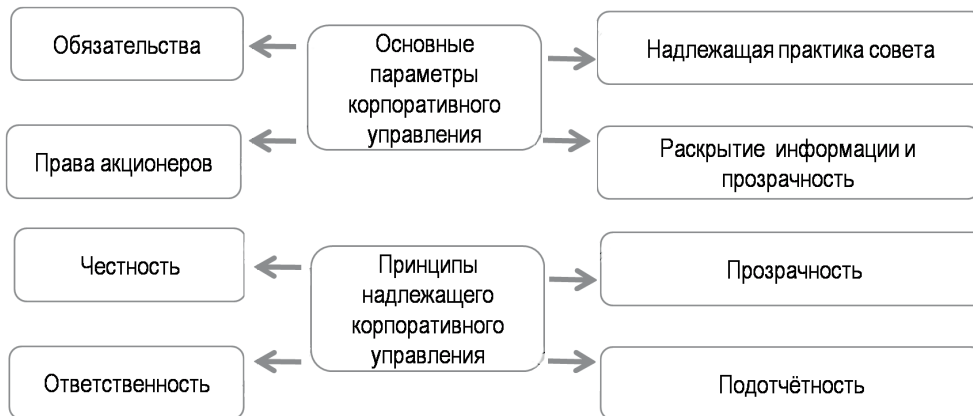 Обязательства
Основные
параметры
корпоративного
управления
Надлежащая практика совета
Права акционеров
Раскрытие информации и
прозрачность
Честность
Принципы
надлежащего
корпоративного
управления
Прозрачность
Ответственность
Подотчётность